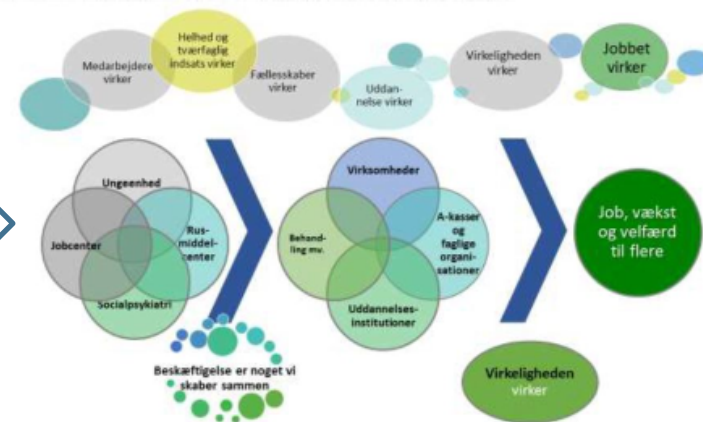 Medarbejdere
virker
Helhed og
tværfaglig
indsats virker
Fællesskaber
virker
Uddan-
nelse virker
Virkeligheden
virker
Jobbet
virker
Ungeenhed
Jobcenter
Rus-
middel-
center
Socialpsykiatri
Virksomheder
Behand-
ling mv.
A-kasser
og
faglige
organi-
sationer
Uddannelses-
institutioner
Job, vækst
og velfærd
til flere
Beskæftigelse er noget vi
skaber sammen
Virkeligheden
virker